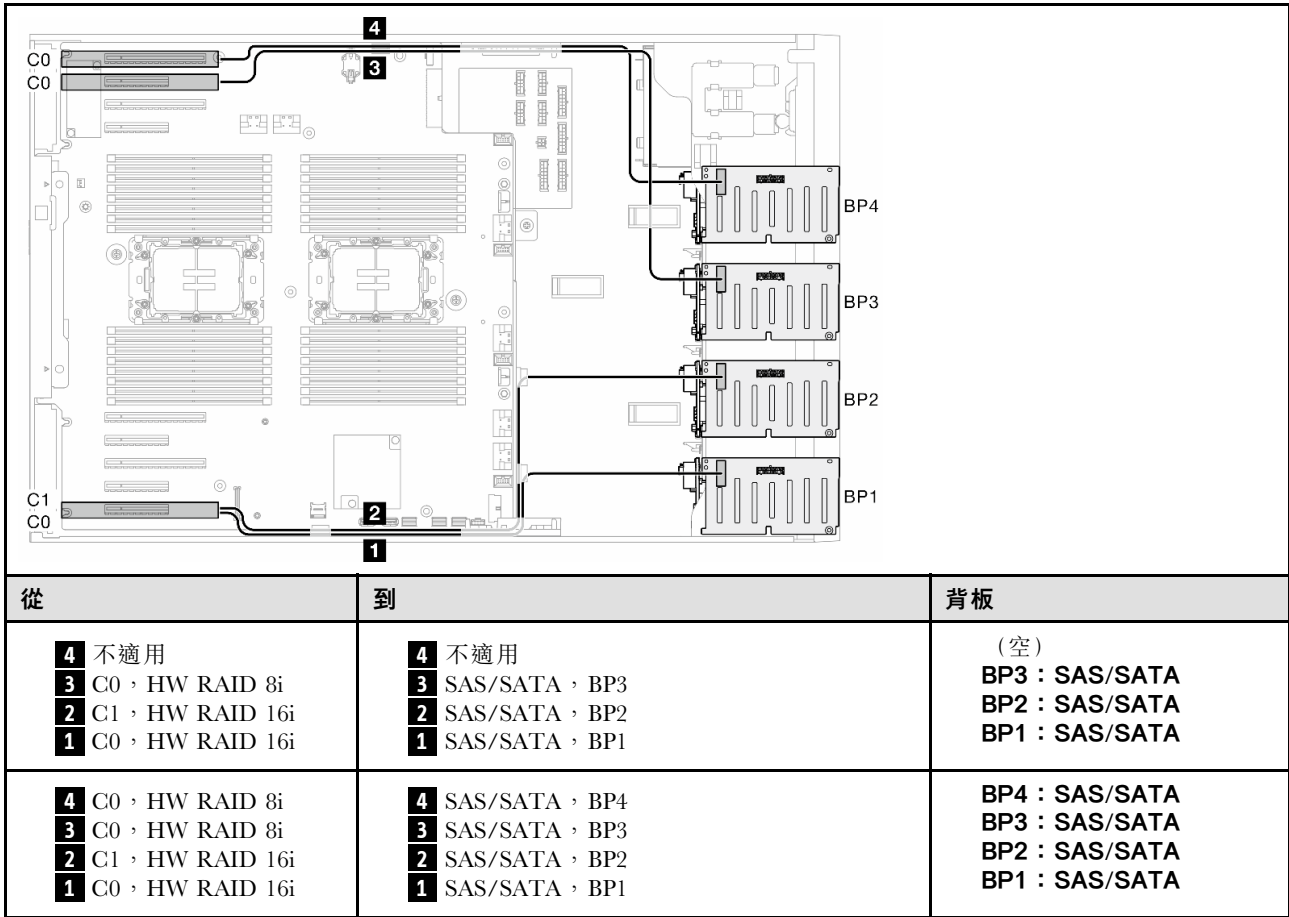 4
C0
3
C0
BP4
BP3
BP2
C1
BP1
2
C0
1
從 到 背板
4 不適用 4 不適用 (空)
3 C0，HW RAID 8i 3 SAS/SATA，BP3 BP3：SAS/SATA
2 C1，HW RAID 16i 2 SAS/SATA，BP2 BP2：SAS/SATA
1 C0，HW RAID 16i 1 SAS/SATA，BP1 BP1：SAS/SATA
4 C0，HW RAID 8i 4 SAS/SATA，BP4 BP4：SAS/SATA
3 C0，HW RAID 8i 3 SAS/SATA，BP3 BP3：SAS/SATA
2 C1，HW RAID 16i 2 SAS/SATA，BP2 BP2：SAS/SATA
1 C0，HW RAID 16i 1 SAS/SATA，BP1 BP1：SAS/SATA